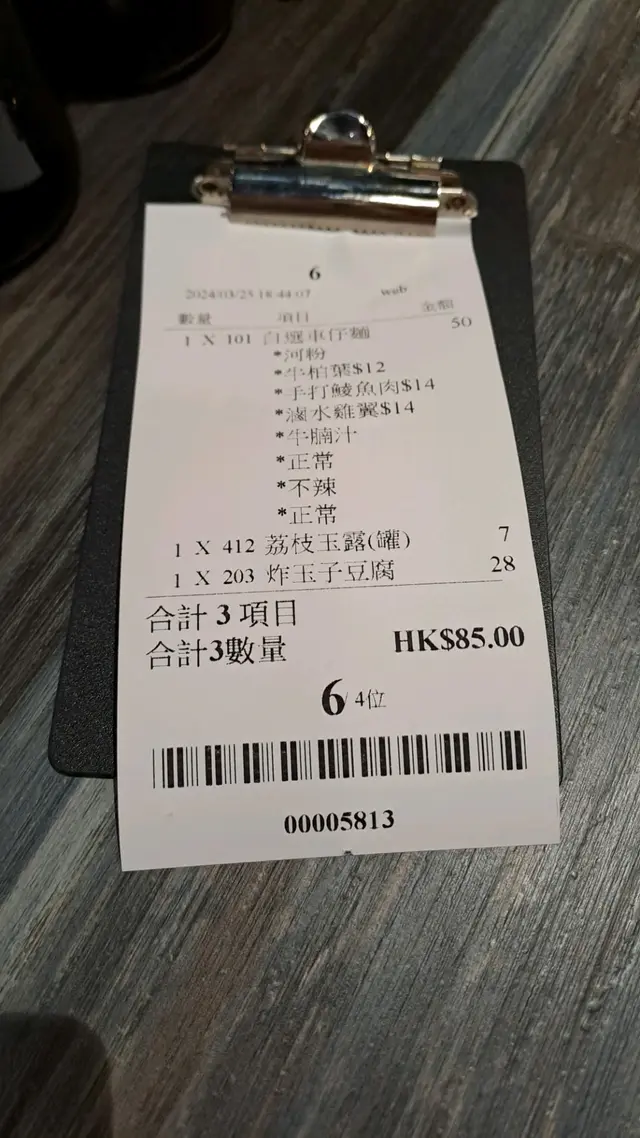 6
2024/03/25 18:44:07 web
數量 項目 金額
1 X 101 自選車仔麵 50
*河粉
*牛柏葉$12
*手打鯪魚肉$14
*滷水雞翼$14
*牛腩汁
*正常
*不辣
*正常
1 X 412 荔枝玉露(罐) 7
1 X 203 炸玉子豆腐 28
合計 3 項目
合計3數量 HK$85.00
6/ 4位
00005813